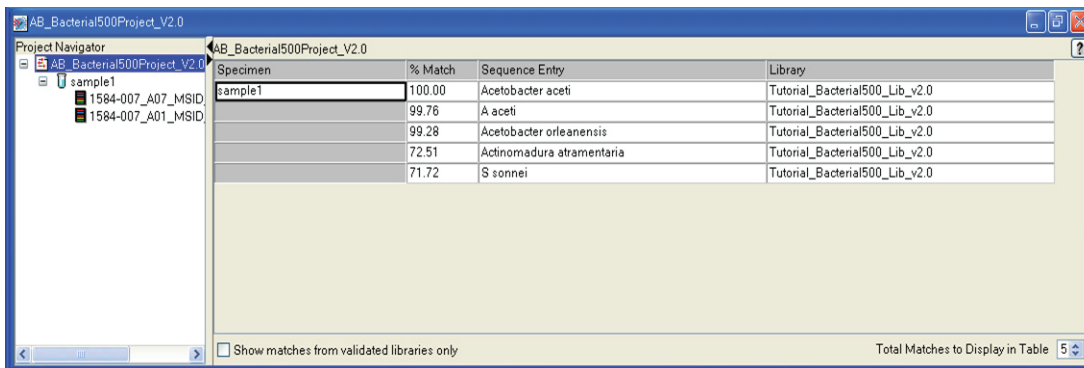 AB_Bacterial500Project_V2.0
Project Navigator
AB_Bacterial500Project_V2.0
sample1
1584-007_A07_MSID
1584-007_A01_MSID
AB_Bacterial500Project_V2.0
?
Specimen % Match Sequence Entry Library
sample1 100.00 Acetobacter aceti Tutorial_Bacterial500_Lib_v2.0
99.76 A aceti Tutorial_Bacterial500_Lib_v2.0
99.28 Acetobacter orleanensis Tutorial_Bacterial500_Lib_v2.0
72.51 Actinomadura atramentaria Tutorial_Bacterial500_Lib_v2.0
71.72 S sonnei Tutorial_Bacterial500_Lib_v2.0
Show matches from validated libraries only Total Matches to Display in Table 5